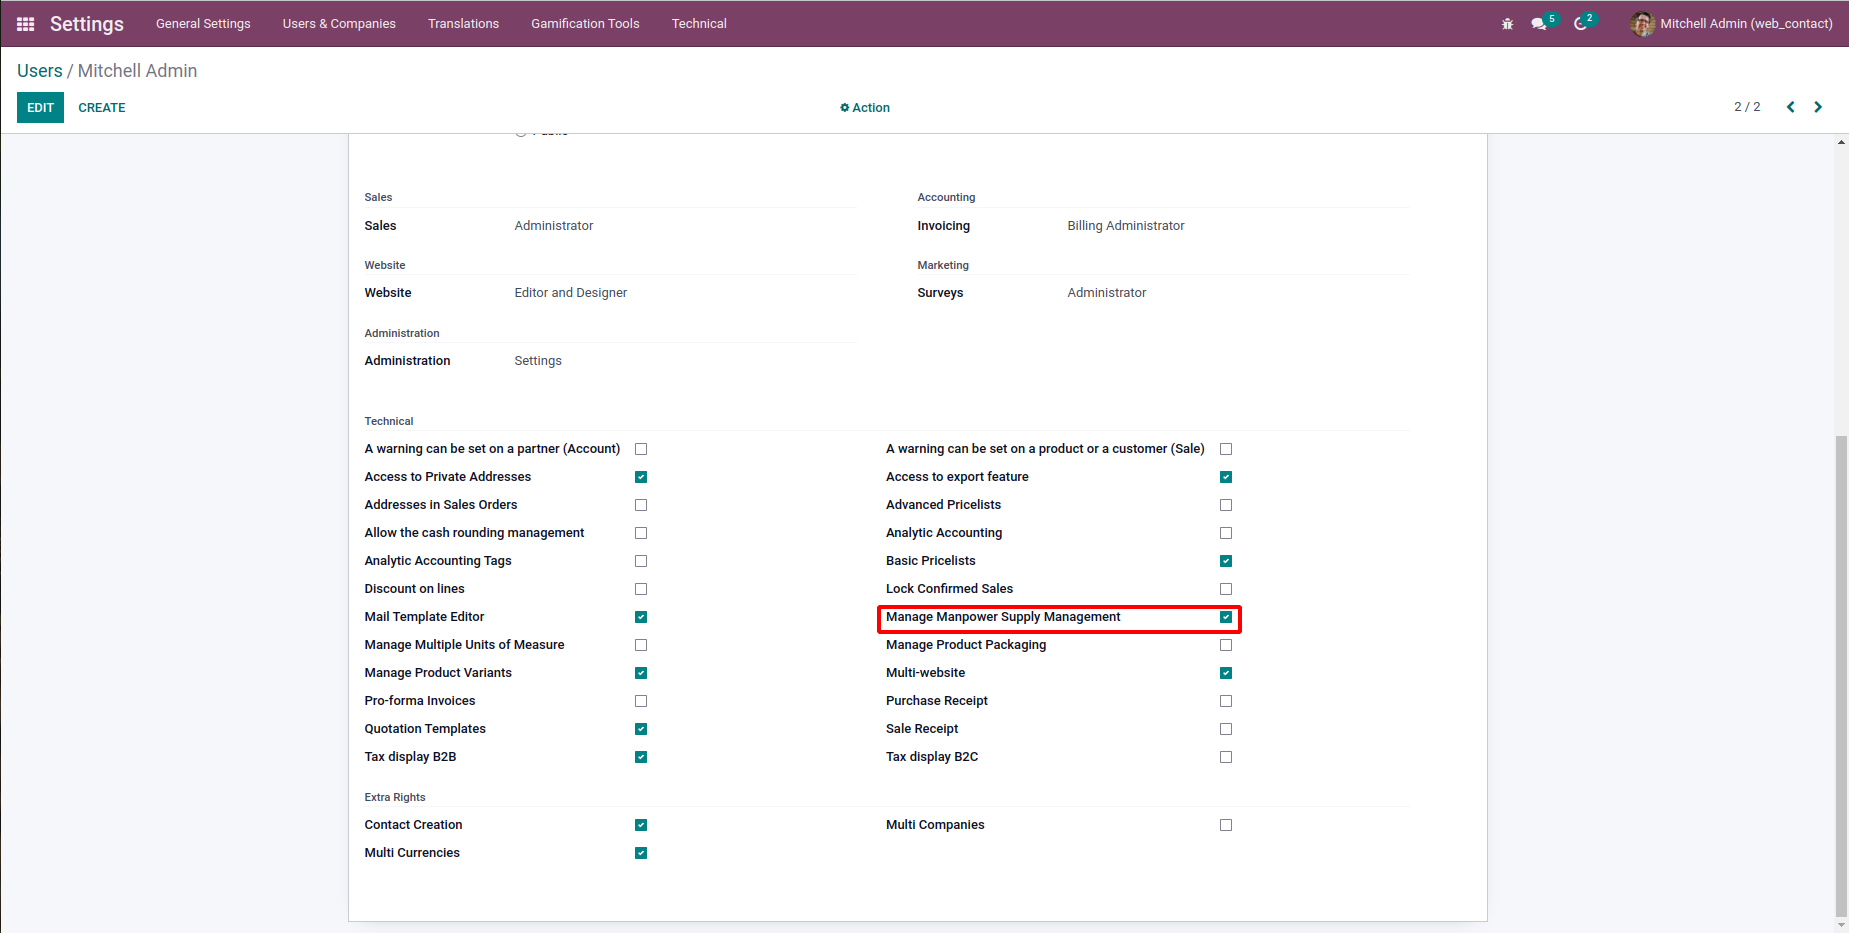 Settings General Settings Users & Companies Translations Gamification Tools Technical 5 2 Mitchell Admin (web_contact)
Users / Mitchell Admin
EDIT CREATE Action 2 / 2
Sales Accounting
Sales Administrator Invoicing Billing Administrator
Website Marketing
Website Editor and Designer Surveys Administrator
Administration
Administration Settings
Technical
A warning can be set on a partner (Account) A warning can be set on a product or a customer (Sale)
Access to Private Addresses Access to export feature
Addresses in Sales Orders Advanced Pricelists
Allow the cash rounding management Analytic Accounting
Analytic Accounting Tags Basic Pricelists
Discount on lines Lock Confirmed Sales
Mail Template Editor Manage Manpower Supply Management
Manage Multiple Units of Measure Manage Product Packaging
Manage Product Variants Multi-website
Pro-forma Invoices Purchase Receipt
Quotation Templates Sale Receipt
Tax display B2B Tax display B2C
Extra Rights
Contact Creation Multi Companies
Multi Currencies